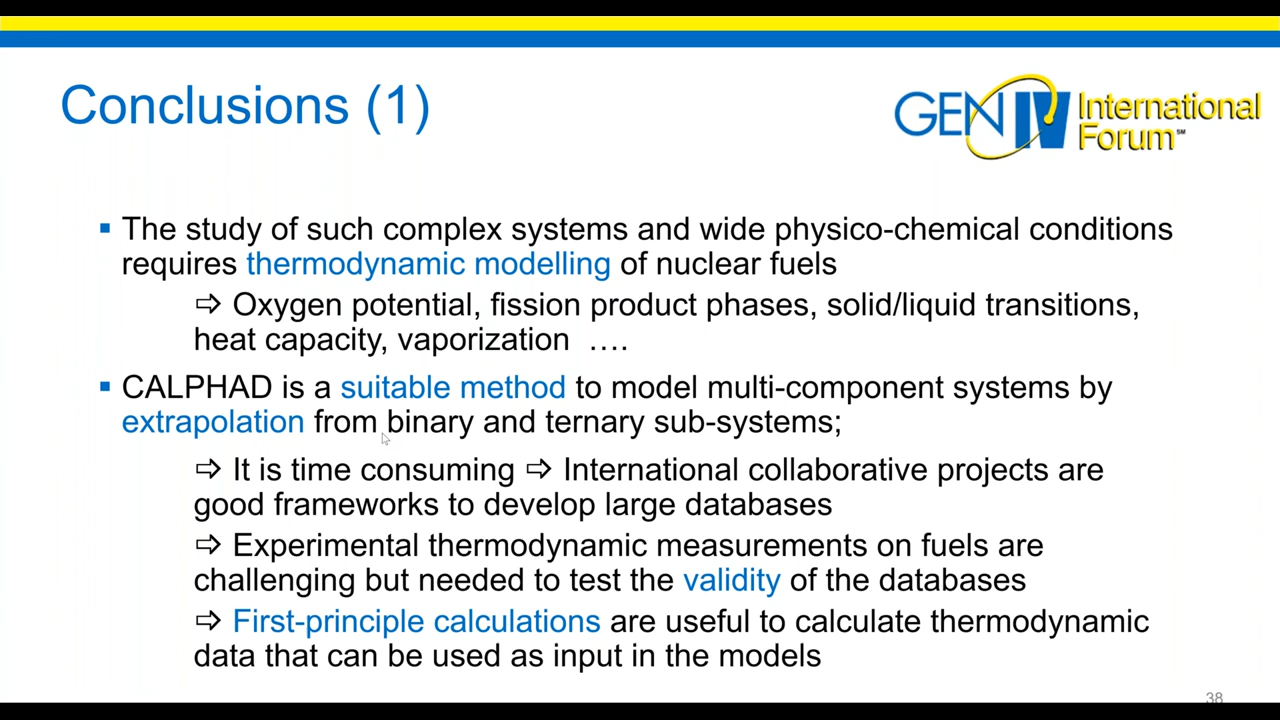 Conclusions (1)
GEN IV International
Forum℠
▪ The study of such complex systems and wide physico-chemical conditions
requires thermodynamic modelling of nuclear fuels
⇨ Oxygen potential, fission product phases, solid/liquid transitions,
heat capacity, vaporization ….
▪ CALPHAD is a suitable method to model multi-component systems by
extrapolation from binary and ternary sub-systems;
⇨ It is time consuming ⇨ International collaborative projects are
good frameworks to develop large databases
⇨ Experimental thermodynamic measurements on fuels are
challenging but needed to test the validity of the databases
⇨ First-principle calculations are useful to calculate thermodynamic
data that can be used as input in the models
38